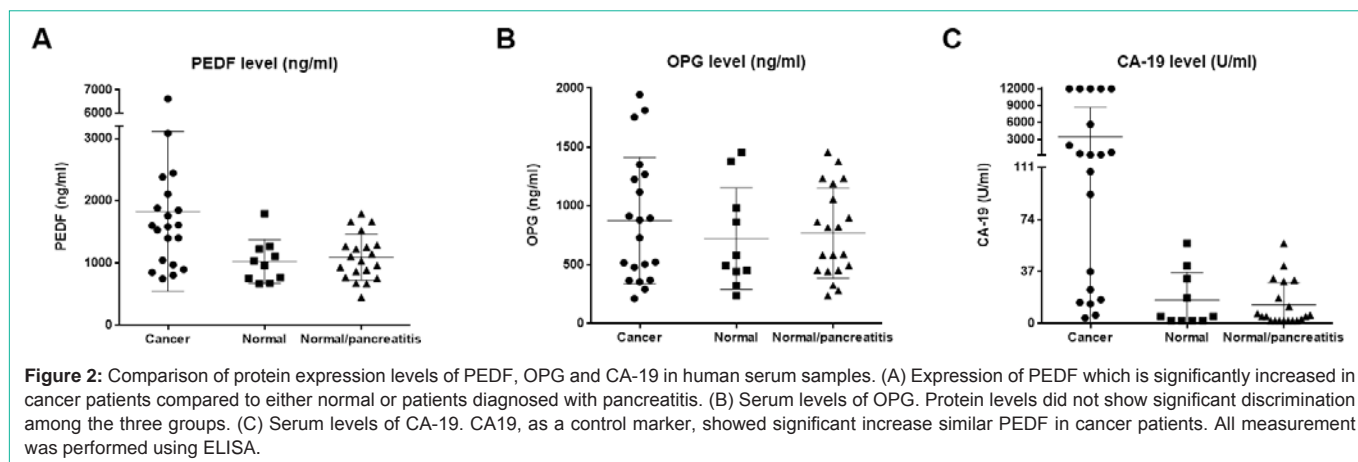 A
PEDF level (ng/ml)
7000
6000
3000
2000
1000
0
PEDF (ng/ml)
Cancer
Normal
Normal/pancreatitis
B
OPG level (ng/ml)
2000
1500
1000
500
0
OPG (ng/ml)
Cancer
Normal
Normal/pancreatitis
C
CA-19 level (U/ml)
12000
9000
6000
3000
111
74
37
0
CA-19 (U/ml)
Cancer
Normal
Normal/pancreatitis
Figure 2: Comparison of protein expression levels of PEDF, OPG and CA-19 in human serum samples. (A) Expression of PEDF which is significantly increased in
cancer patients compared to either normal or patients diagnosed with pancreatitis. (B) Serum levels of OPG. Protein levels did not show significant discrimination
among the three groups. (C) Serum levels of CA-19. CA19, as a control marker, showed significant increase similar PEDF in cancer patients. All measurement
was performed using ELISA.